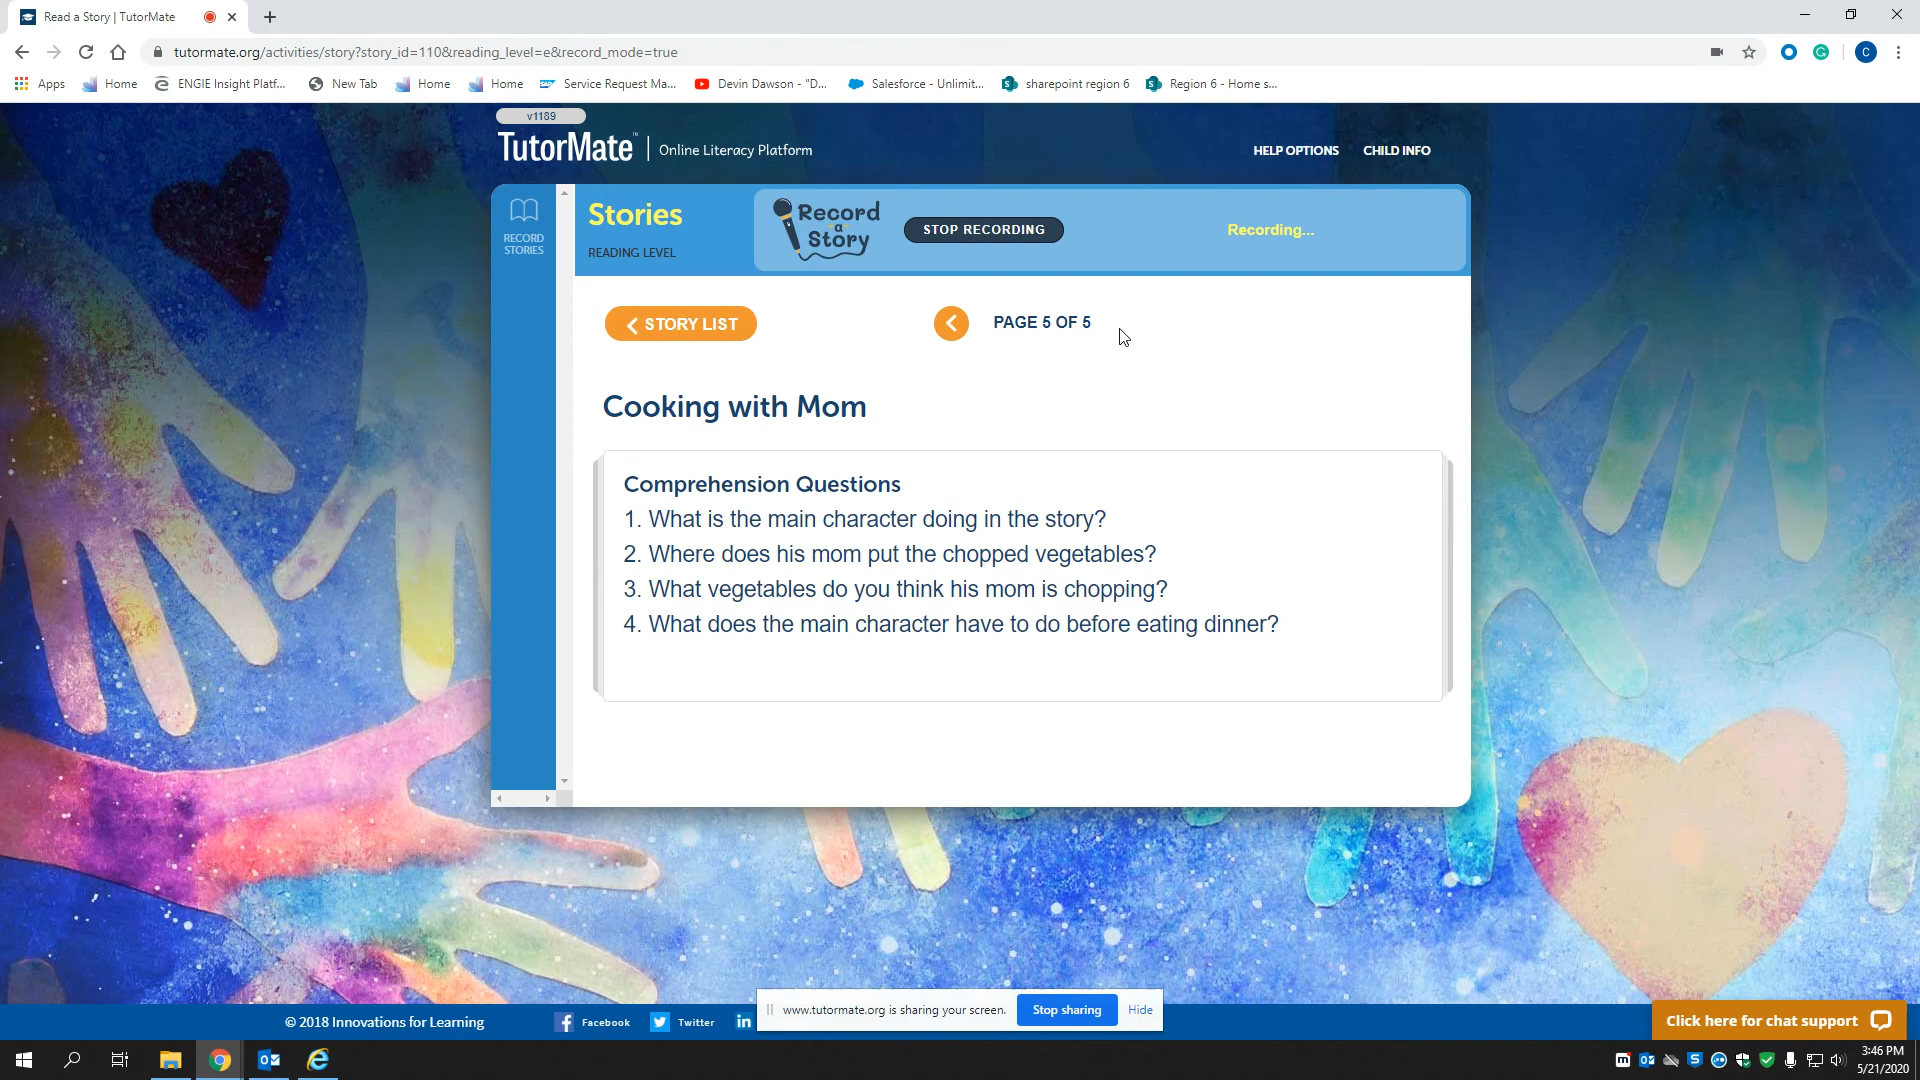 Read a Story | TutorMate
tutormate.org/activities/story?story_id=110&reading_level=e&record_mode=true
C
Apps Home ENGIE Insight Platf... New Tab Home Home Service Request Ma... Devin Dawson - "D... Salesforce - Unlimit... sharepoint region 6 Region 6 - Home s...
v1189
TutorMate™ | Online Literacy Platform
HELP OPTIONS CHILD INFO
RECORD
STORIES
Stories
READING LEVEL
Record
a
Story
STOP RECORDING
Recording...
STORY LIST
PAGE 5 OF 5
Cooking with Mom
Comprehension Questions
1. What is the main character doing in the story?
2. Where does his mom put the chopped vegetables?
3. What vegetables do you think his mom is chopping?
4. What does the main character have to do before eating dinner?
© 2018 Innovations for Learning
Facebook Twitter in
www.tutormate.org is sharing your screen. Stop sharing Hide
Click here for chat support
3:46 PM
5/21/2020